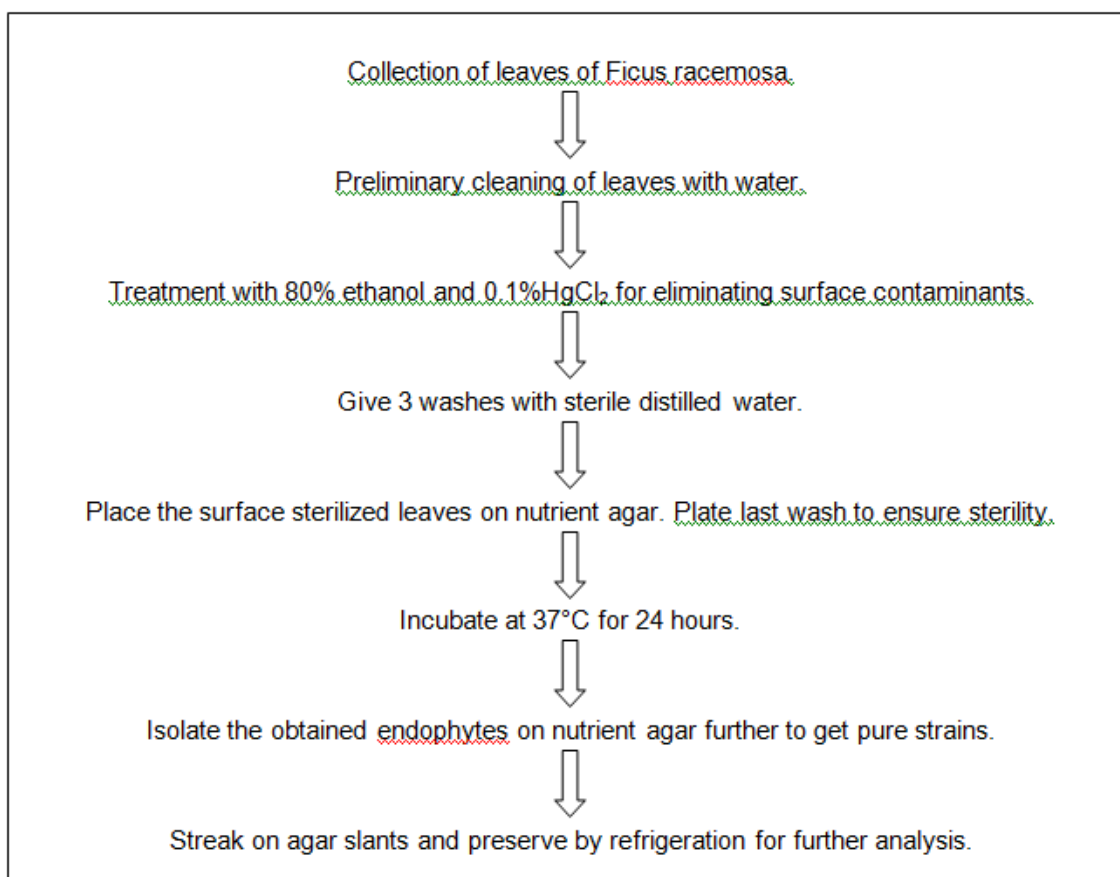 Collection of leaves of Ficus racemosa.
Preliminary cleaning of leaves with water.
Treatment with 80% ethanol and 0.1%HgCl₂ for eliminating surface contaminants.
Give 3 washes with sterile distilled water.
Place the surface sterilized leaves on nutrient agar. Plate last wash to ensure sterility.
Incubate at 37°C for 24 hours.
Isolate the obtained endophytes on nutrient agar further to get pure strains.
Streak on agar slants and preserve by refrigeration for further analysis.